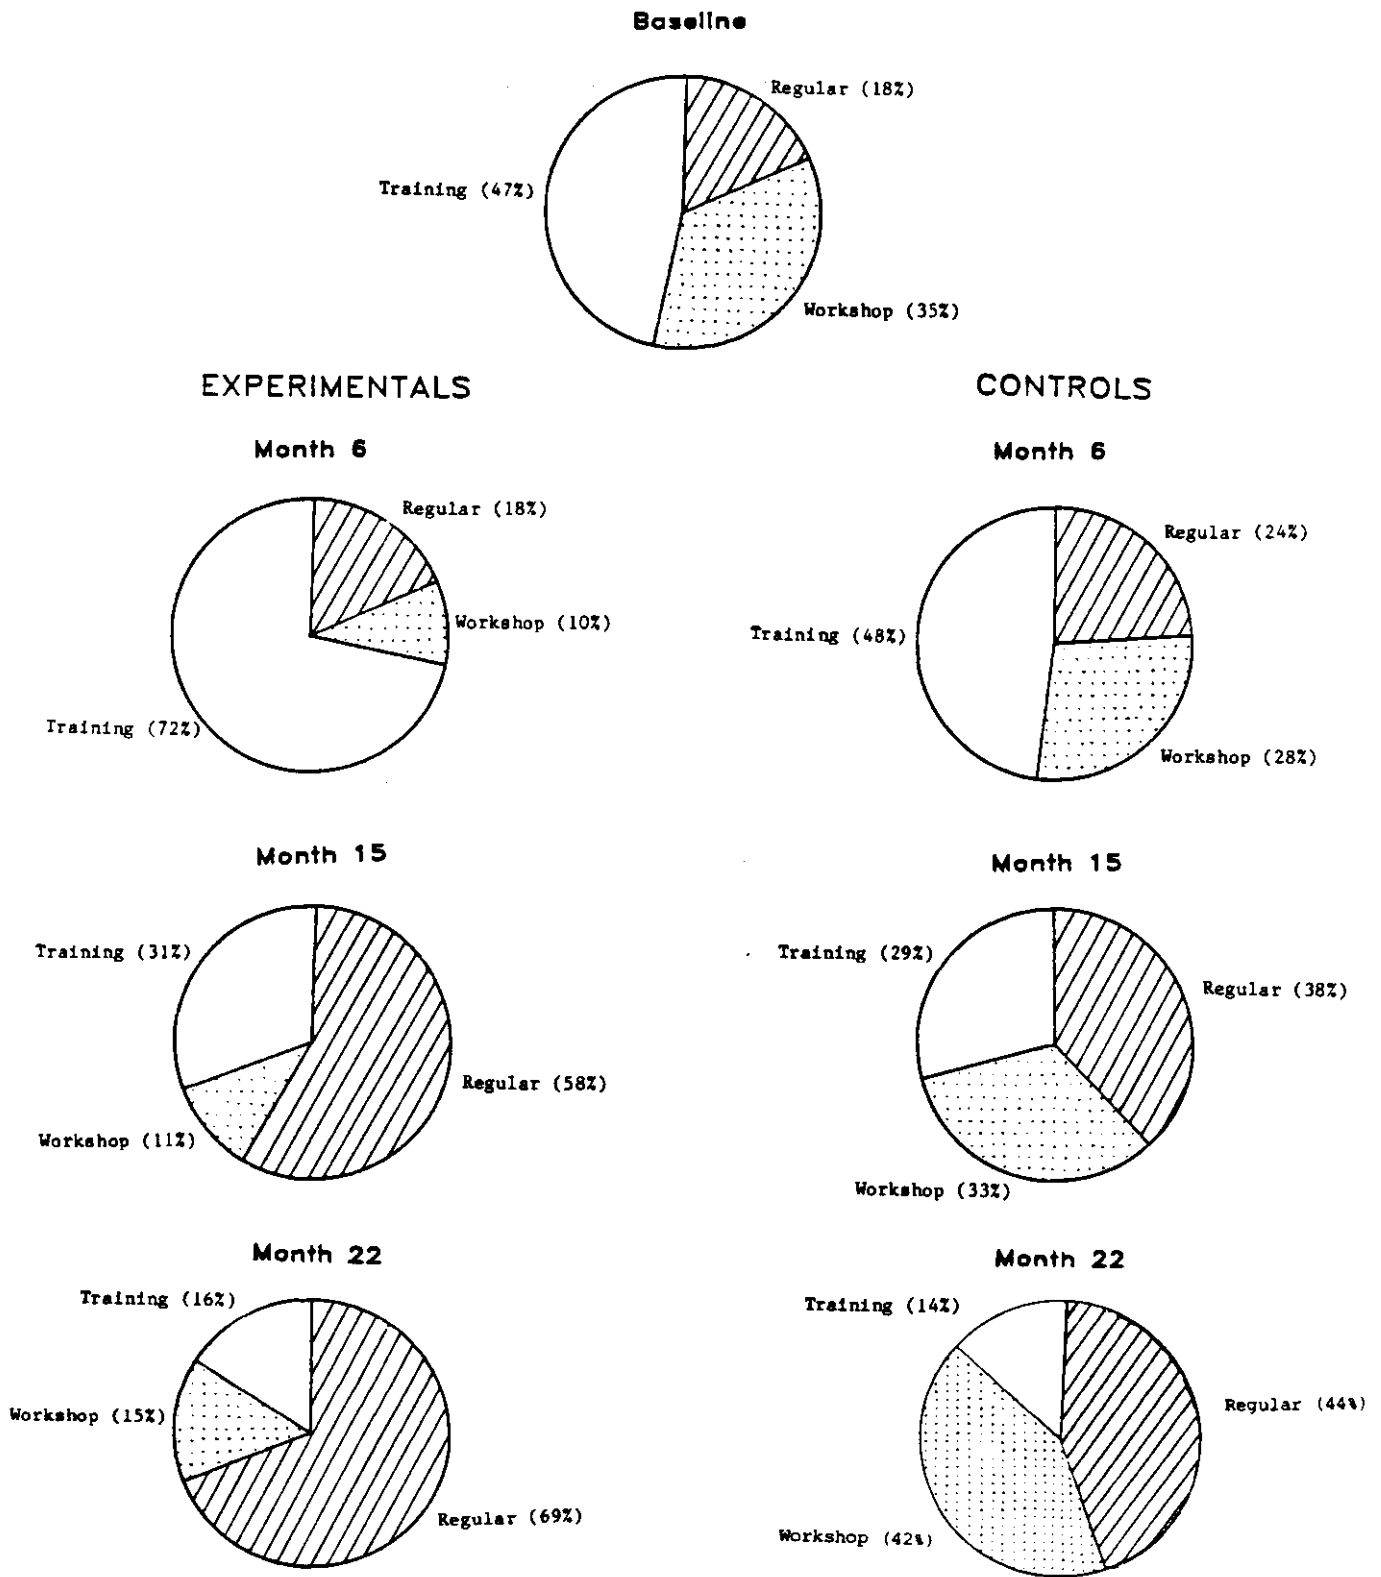 Baseline
Regular (18%)
Training (47%)
Workshop (35%)
EXPERIMENTALS
CONTROLS
Month 6
Regular (18%)
Workshop (10%)
Training (72%)
Month 6
Regular (24%)
Training (48%)
Workshop (28%)
Month 15
Training (31%)
Regular (58%)
Workshop (11%)
Month 15
Training (29%)
Regular (38%)
Workshop (33%)
Month 22
Training (16%)
Workshop (15%)
Regular (69%)
Month 22
Training (14%)
Regular (44%)
Workshop (42%)